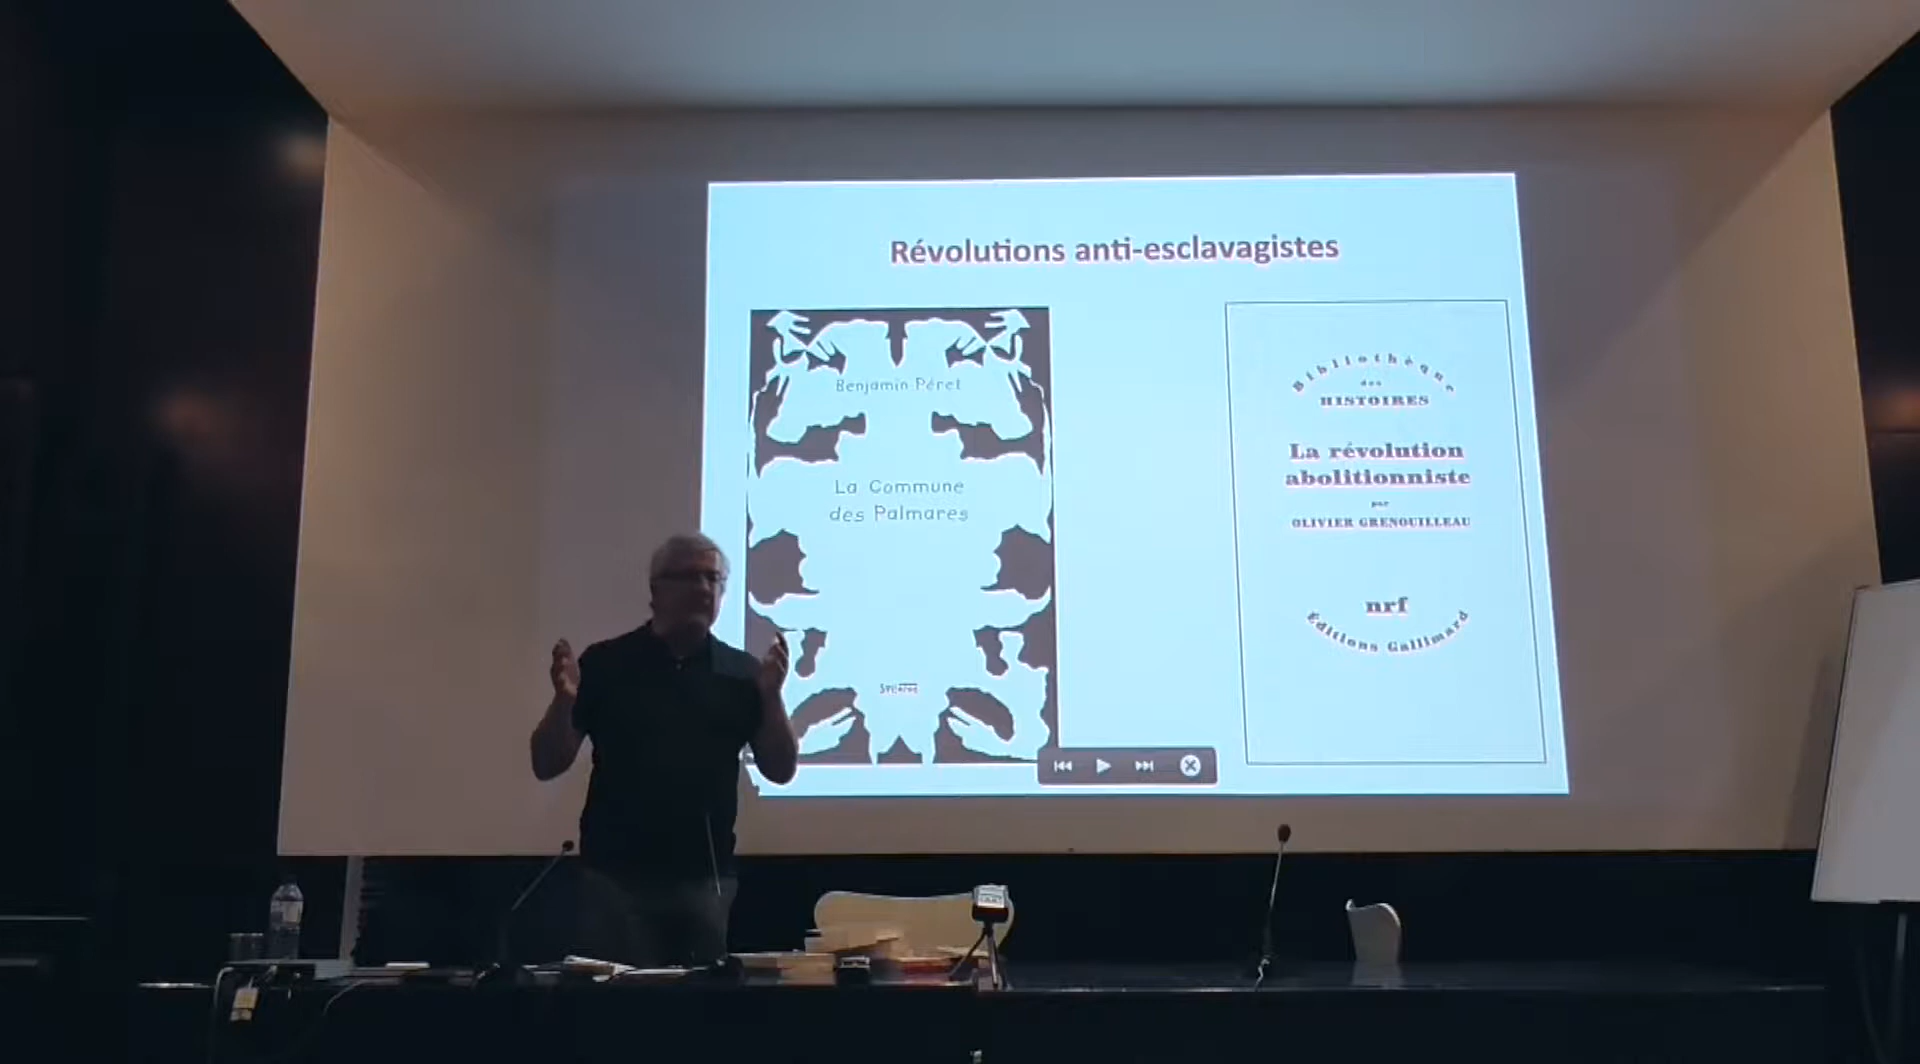 Révolutions anti-esclavagistes
Benjamin Péret
La Commune
des Palmares
Bibliothèque
des
HISTOIRES
La révolution
abolitionniste
par
OLIVIER GRENOUILLEAU
nrf
Éditions Gallimard